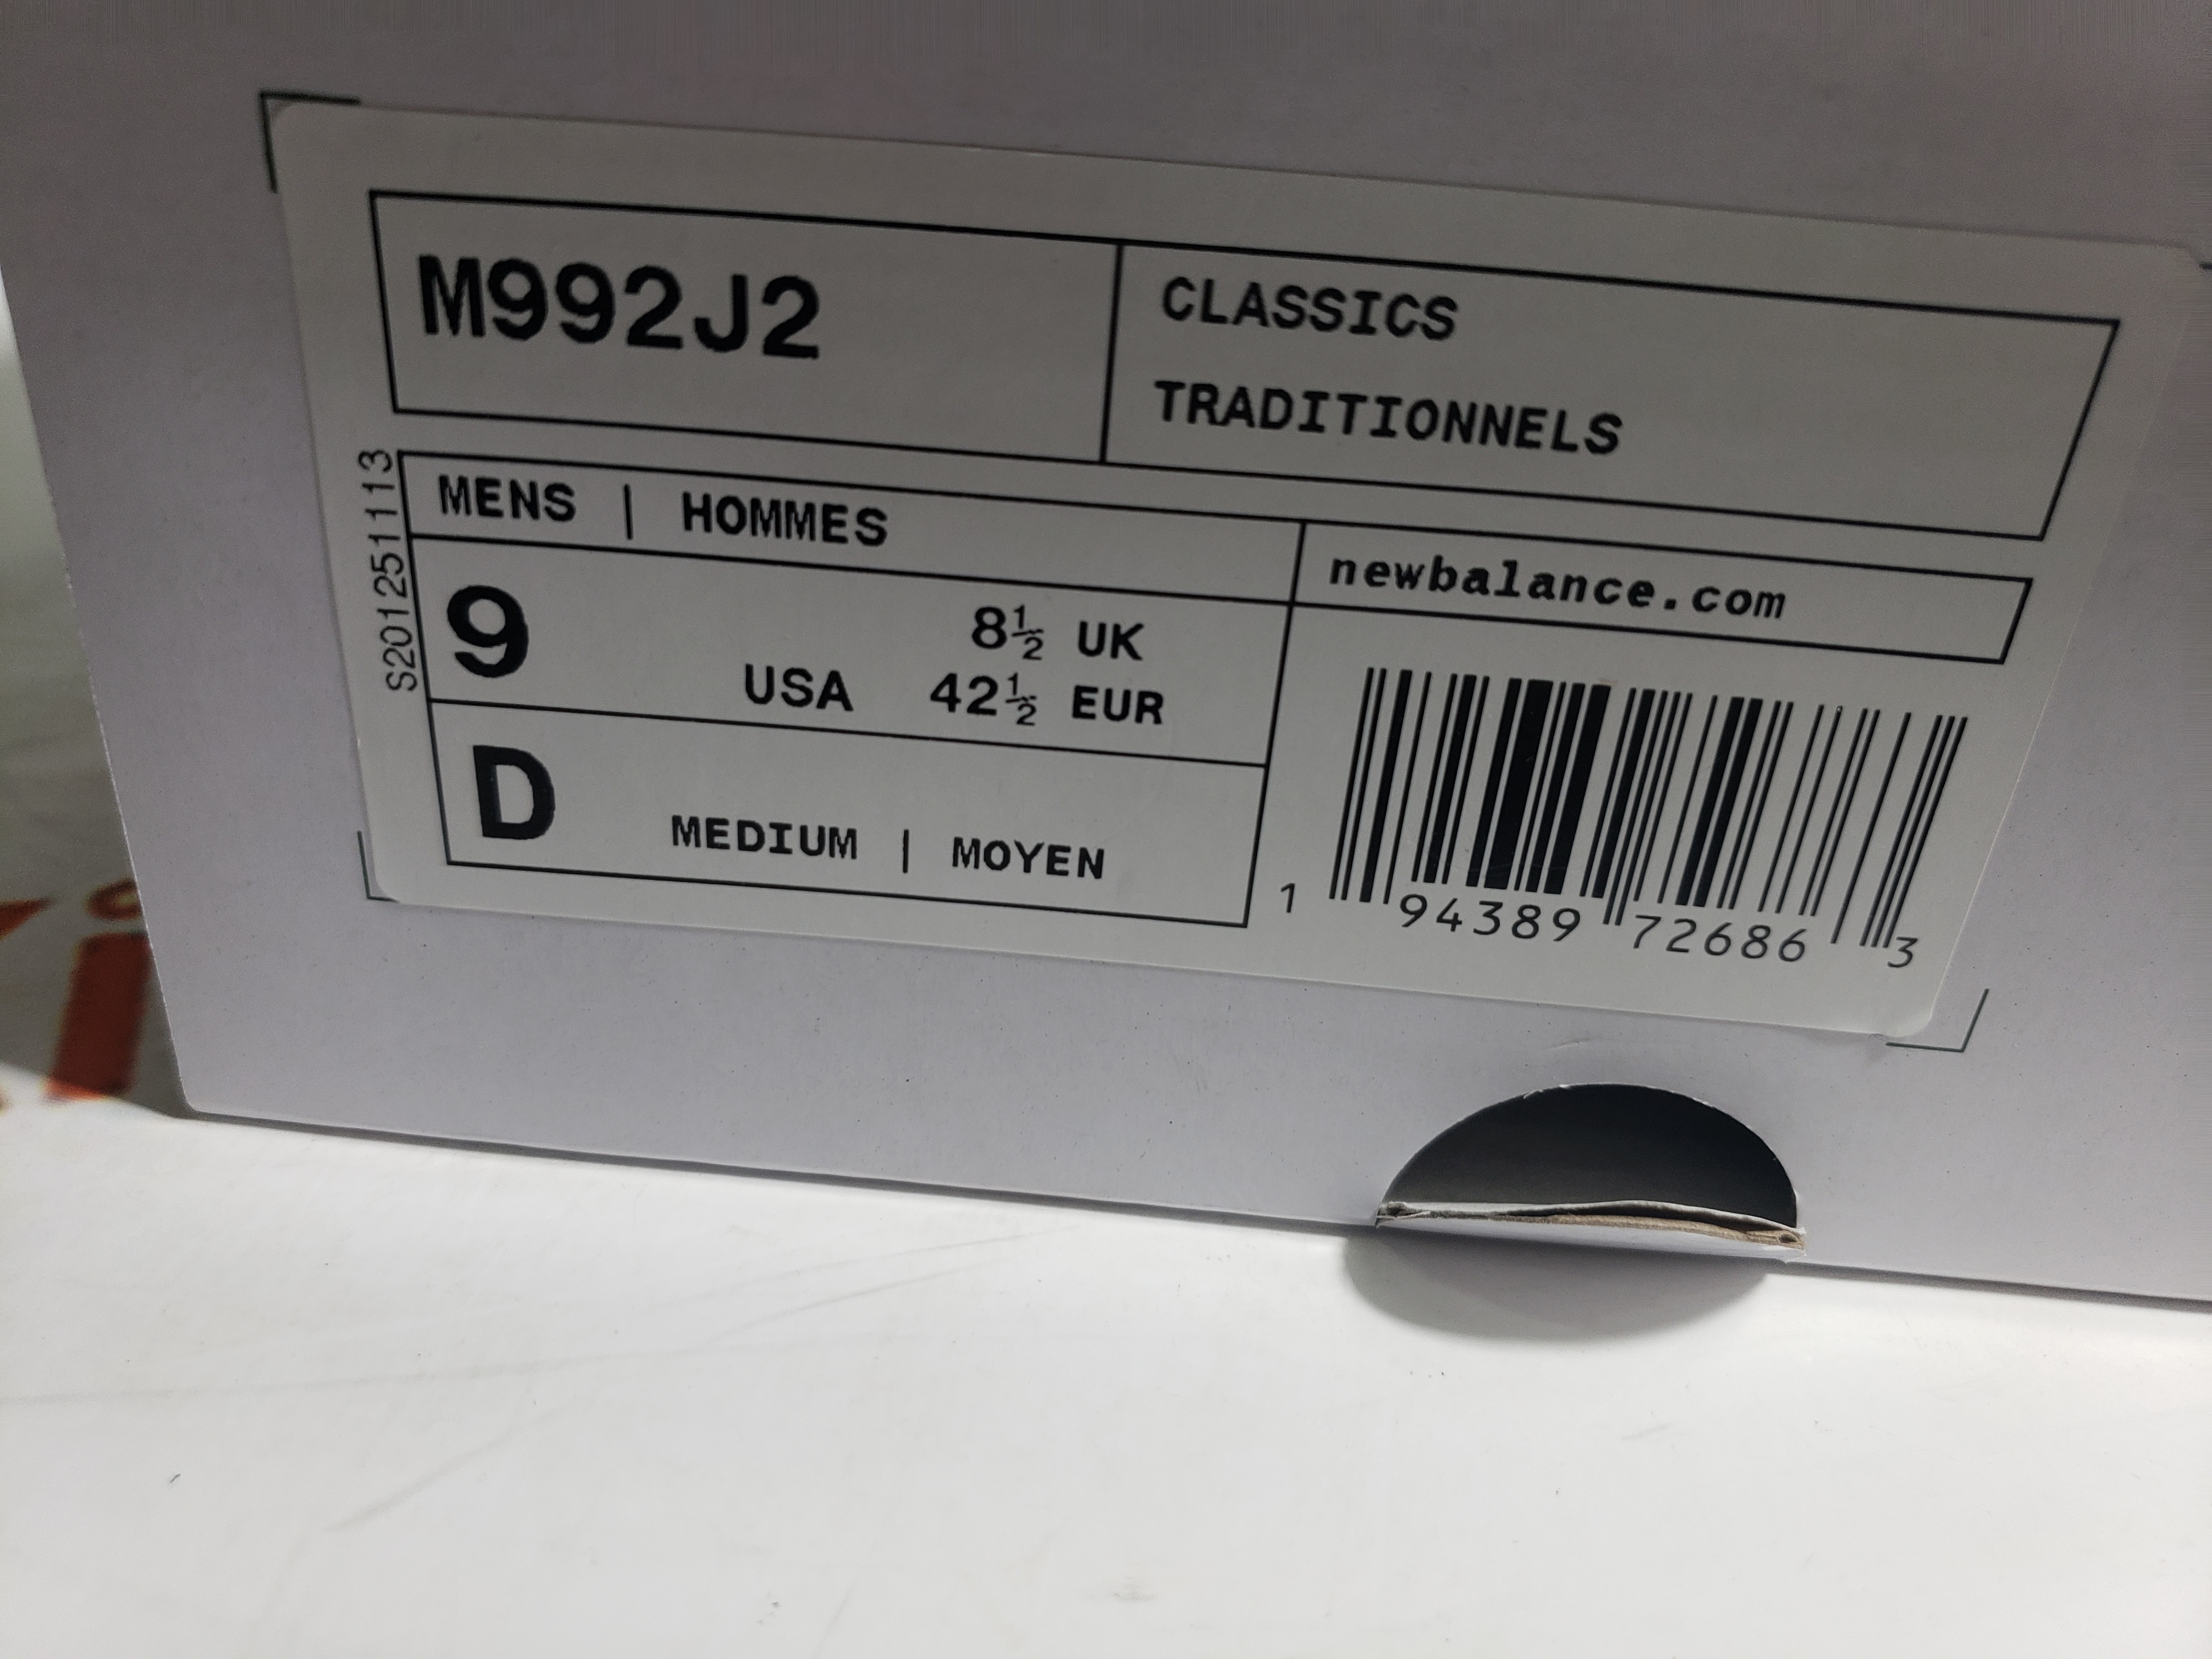 M992J2
CLASSICS
TRADITIONNELS
S201251113
MENS | HOMMES
newbalance.com
9
USA
8½ UK
42½ EUR
D
MEDIUM | MOYEN
1 94389 72686 3